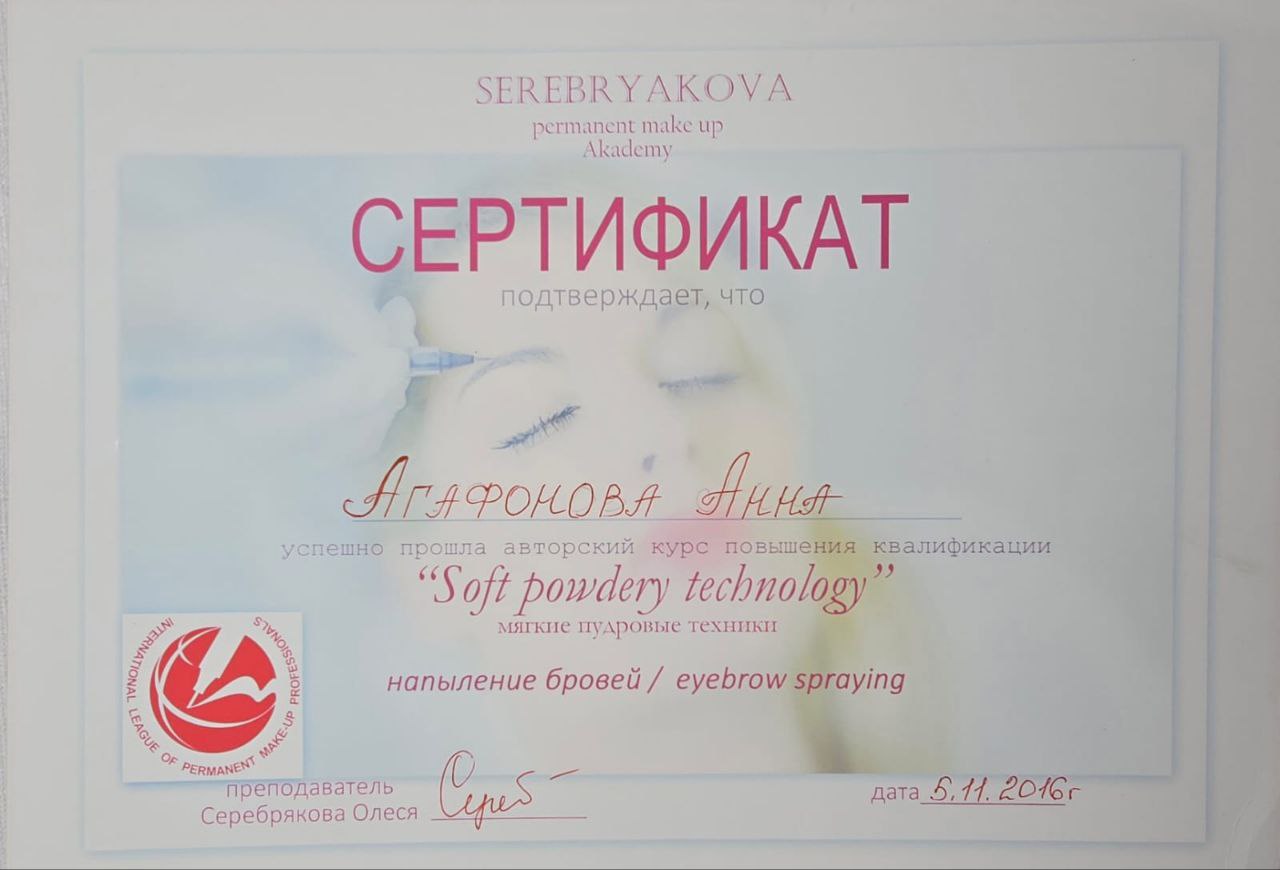 SEREBRYAKOVA
permanent make up
Akademy
СЕРТИФИКАТ
подтверждает, что
Агафонова Анна
успешно прошла авторский курс повышения квалификации
“Soft powdery technology”
мягкие пудровые техники
напыление бровей / eyebrow spraying
INTERNATIONAL LEAGUE OF PERMANENT MAKE-UP PROFESSIONALS
преподаватель
Серебрякова Олеся Сереб
дата 5.11.2016г